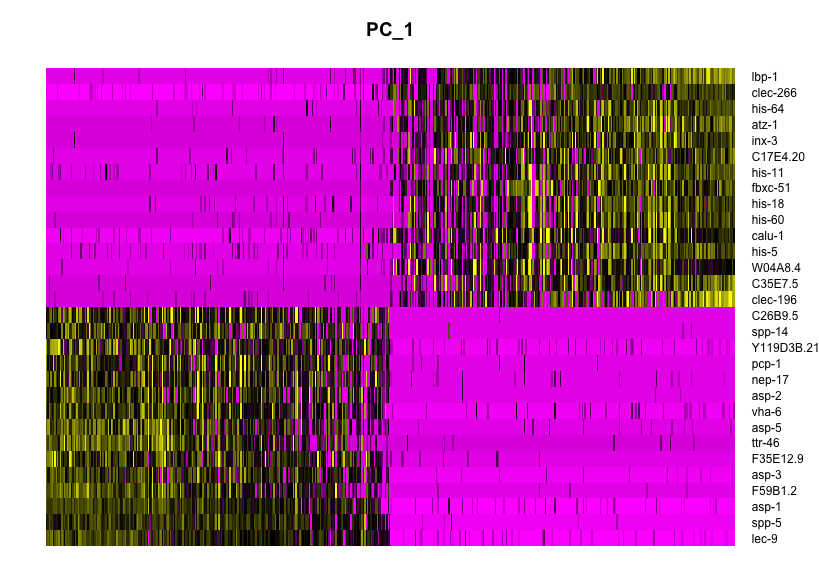 PC_1
lbp-1
clec-266
his-64
atz-1
inx-3
C17E4.20
his-11
fbxc-51
his-18
his-60
calu-1
his-5
W04A8.4
C35E7.5
clec-196
C26B9.5
spp-14
Y119D3B.21
pcp-1
nep-17
asp-2
vha-6
asp-5
ttr-46
F35E12.9
asp-3
F59B1.2
asp-1
spp-5
lec-9